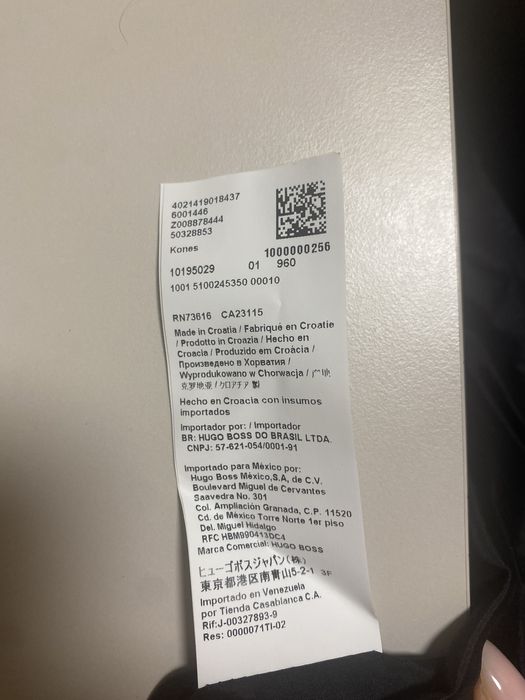 4021419018437
6001446
Z008878444
50328853
Kones
1000000256
10195029 01 960
1001 5100245350 00010
RN73616 CA23115
Made in Croatia / Fabriqué en Croatie
/ Prodotto in Croazia / Hecho en
Croacia / Produzido em Croácia /
Произведено в Хорватия /
Wyprodukowano w Chorwacja / 产地
克罗地亚 / クロアチア 製
Hecho en Croacia con insumos
importados
Importador por: / Importador
BR: HUGO BOSS DO BRASIL LTDA.
CNPJ: 57-621-054/0001-91
Importado para México por:
Hugo Boss México,S.A, de C.V.
Boulevard Miguel de Cervantes
Saavedra No. 301
Col. Ampliación Granada, C.P. 11520
Cd. de México Torre Norte 1er piso
Del. Miguel Hidalgo
RFC HBM990413DC4
Marca Comercial: HUGO BOSS
ヒューゴボスジャパン(株)
東京都港区南青山5-2-1 3F
Importado en Venezuela
por Tienda Casablanca C.A.
Rif:J-00327893-9
Res: 0000071TI-02